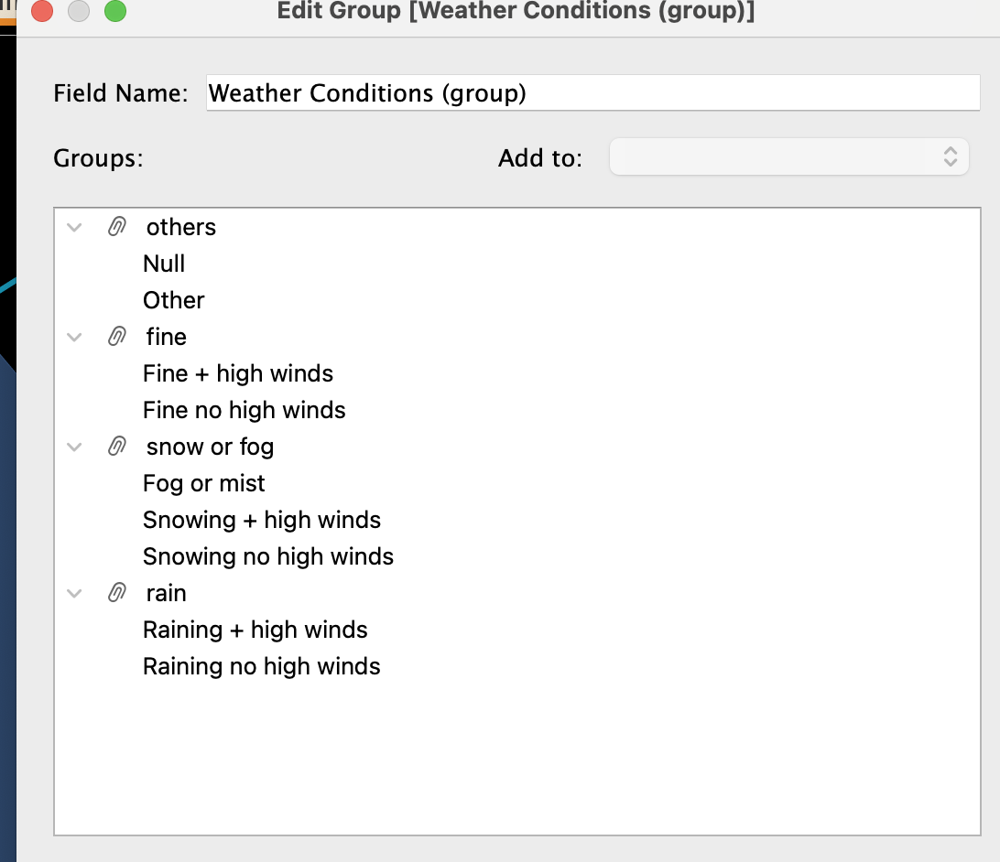 Edit Group [Weather Conditions (group)]
Field Name: Weather Conditions (group)
Groups: Add to:
others
Null
Other
fine
Fine + high winds
Fine no high winds
snow or fog
Fog or mist
Snowing + high winds
Snowing no high winds
rain
Raining + high winds
Raining no high winds